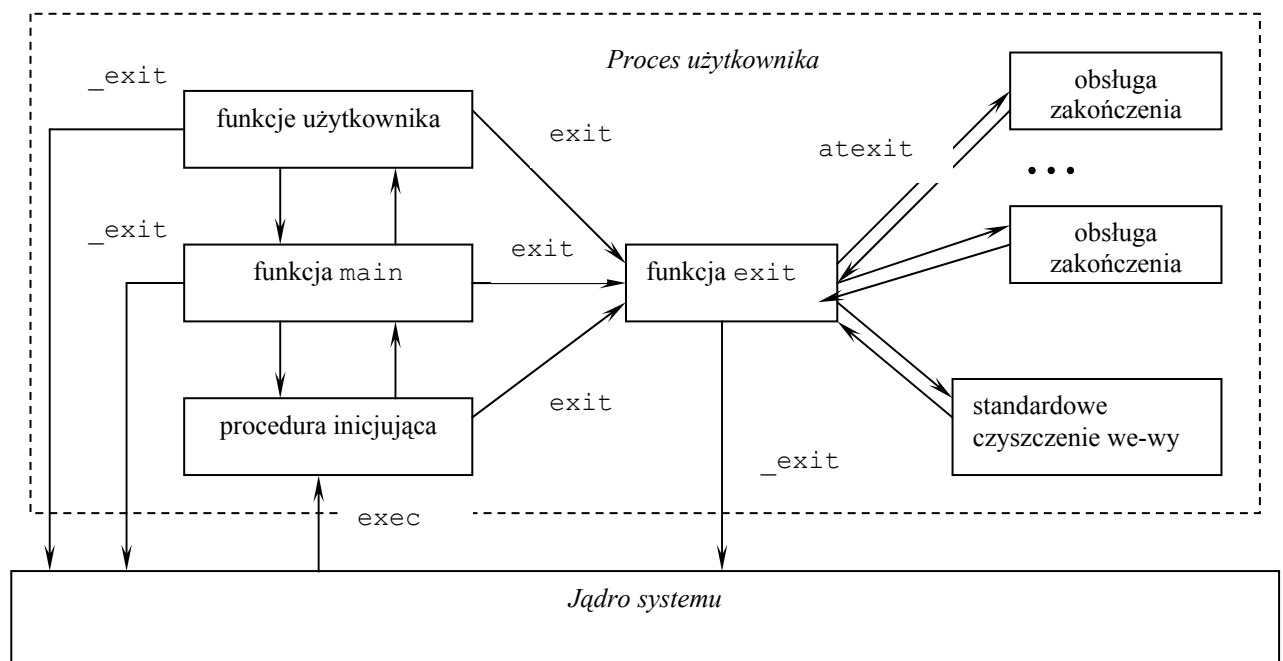 Proces użytkownika
_exit
funkcje użytkownika
exit
atexit
obsługa
zakończenia
...
_exit
funkcja main
exit
funkcja exit
obsługa
zakończenia
procedura inicjująca
exit
standardowe
czyszczenie we-wy
_exit
exec
Jądro systemu